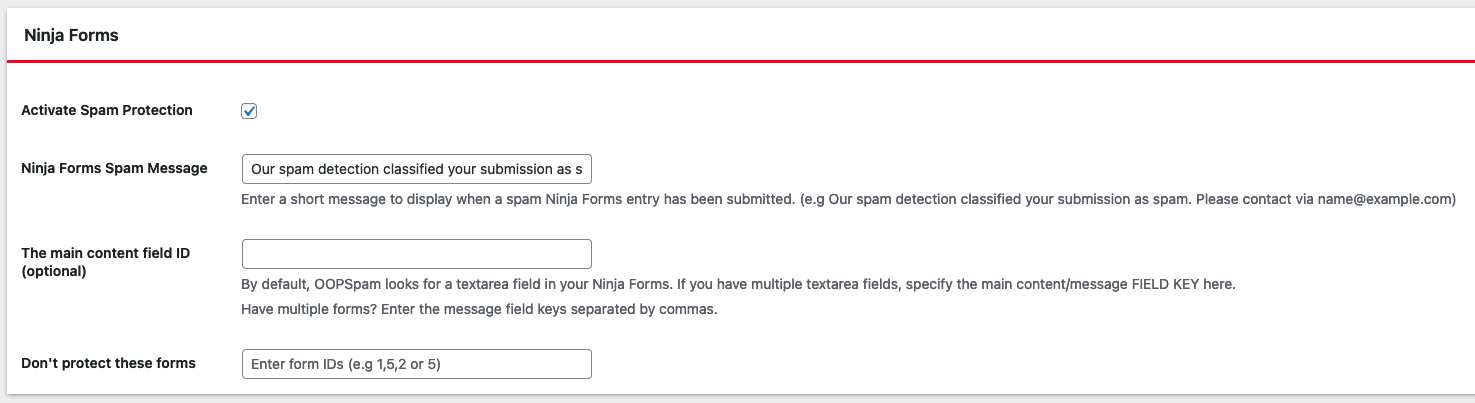 Ninja Forms
Activate Spam Protection
Ninja Forms Spam Message
Our spam detection classified your submission as s
Enter a short message to display when a spam Ninja Forms entry has been submitted. (e.g Our spam detection classified your submission as spam. Please contact via name@example.com)
The main content field ID
(optional)
By default, OOPSpam looks for a textarea field in your Ninja Forms. If you have multiple textarea fields, specify the main content/message FIELD KEY here.
Have multiple forms? Enter the message field keys separated by commas.
Don't protect these forms
Enter form IDs (e.g 1,5,2 or 5)